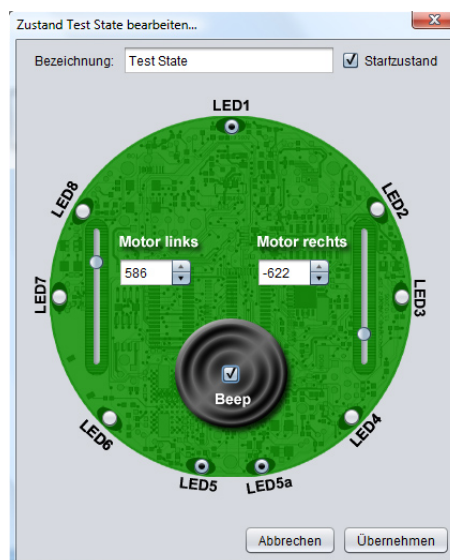 Zustand Test State bearbeiten...
Bezeichnung: Test State Startzustand
LED1
LED8
LED2
Motor links Motor rechts
586 -622
LED7
LED3
Beep
LED6
LED4
LED5 LED5a
Abbrechen Übernehmen